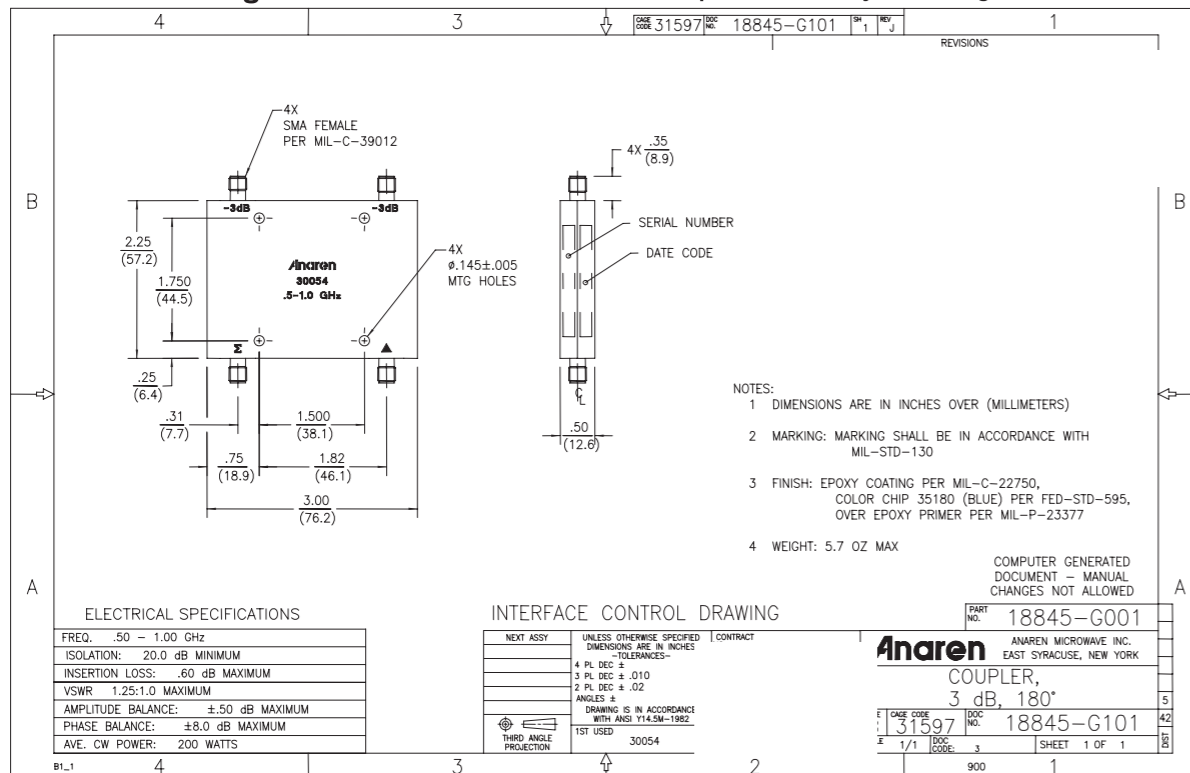 4 3 CAGE CODE 31597 DOC NO. 18845-G101 SH 1 REV J 1
REVISIONS
4X
SMA FEMALE
PER MIL-C-39012
4X .35
(8.9)
B B
-3dB -3dB
SERIAL NUMBER
DATE CODE
2.25
(57.2)
1.750
(44.5)
Anaren
30054
.5-1.0 GHz
4X
ø.145±.005
MTG HOLES
Σ ▲
.25
(6.4)
.31
(7.7)
1.500
(38.1)
.75
(18.9)
1.82
(46.1)
3.00
(76.2)
CL
.50
(12.6)
NOTES:
1 DIMENSIONS ARE IN INCHES OVER (MILLIMETERS)
2 MARKING: MARKING SHALL BE IN ACCORDANCE WITH
MIL-STD-130
3 FINISH: EPOXY COATING PER MIL-C-22750,
COLOR CHIP 35180 (BLUE) PER FED-STD-595,
OVER EPOXY PRIMER PER MIL-P-23377
4 WEIGHT: 5.7 OZ MAX
COMPUTER GENERATED
DOCUMENT - MANUAL
CHANGES NOT ALLOWED
A A
ELECTRICAL SPECIFICATIONS
FREQ. .50 - 1.00 GHz
ISOLATION: 20.0 dB MINIMUM
INSERTION LOSS: .60 dB MAXIMUM
VSWR 1.25:1.0 MAXIMUM
AMPLITUDE BALANCE: ±.50 dB MAXIMUM
PHASE BALANCE: ±8.0 dB MAXIMUM
AVE. CW POWER: 200 WATTS
INTERFACE CONTROL DRAWING
NEXT ASSY
UNLESS OTHERWISE SPECIFIED
DIMENSIONS ARE IN INCHES
-TOLERANCES-
4 PL DEC ±
3 PL DEC ± .010
2 PL DEC ± .02
ANGLES ±
DRAWING IS IN ACCORDANCE
WITH ANSI Y14.5M-1982
CONTRACT
THIRD ANGLE
PROJECTION
1ST USED
30054
PART NO. 18845-G001
Anaren
ANAREN MICROWAVE INC.
EAST SYRACUSE, NEW YORK
COUPLER,
3 dB, 180°
CAGE CODE 31597 DOC NO. 18845-G101
1/1 DOC CODE: 3 SHEET 1 OF 1
5
42
DIST
B1_1 4 3 2 900 1